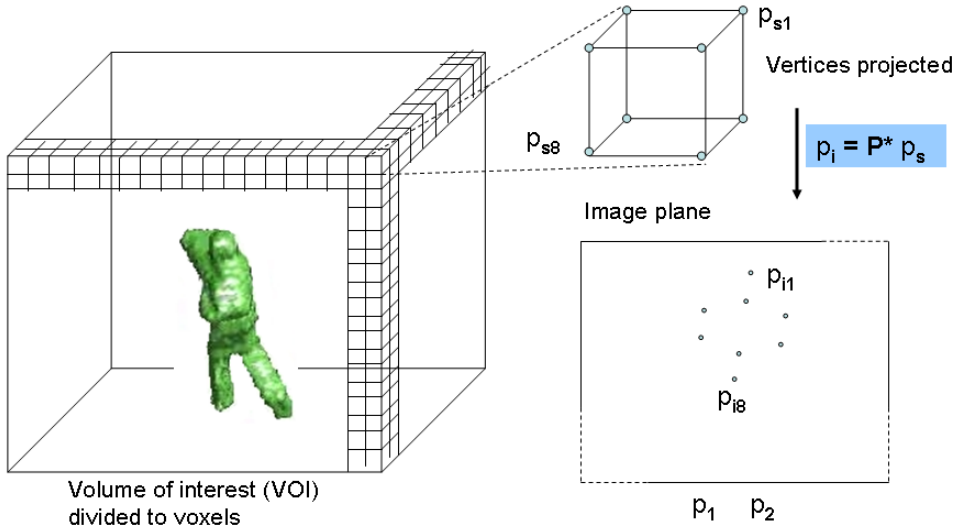 p_s1
Vertices projected
p_s8
p_i = P* p_s
Image plane
p_i1
p_i8
Volume of interest (VOI)
divided to voxels
p_1 p_2